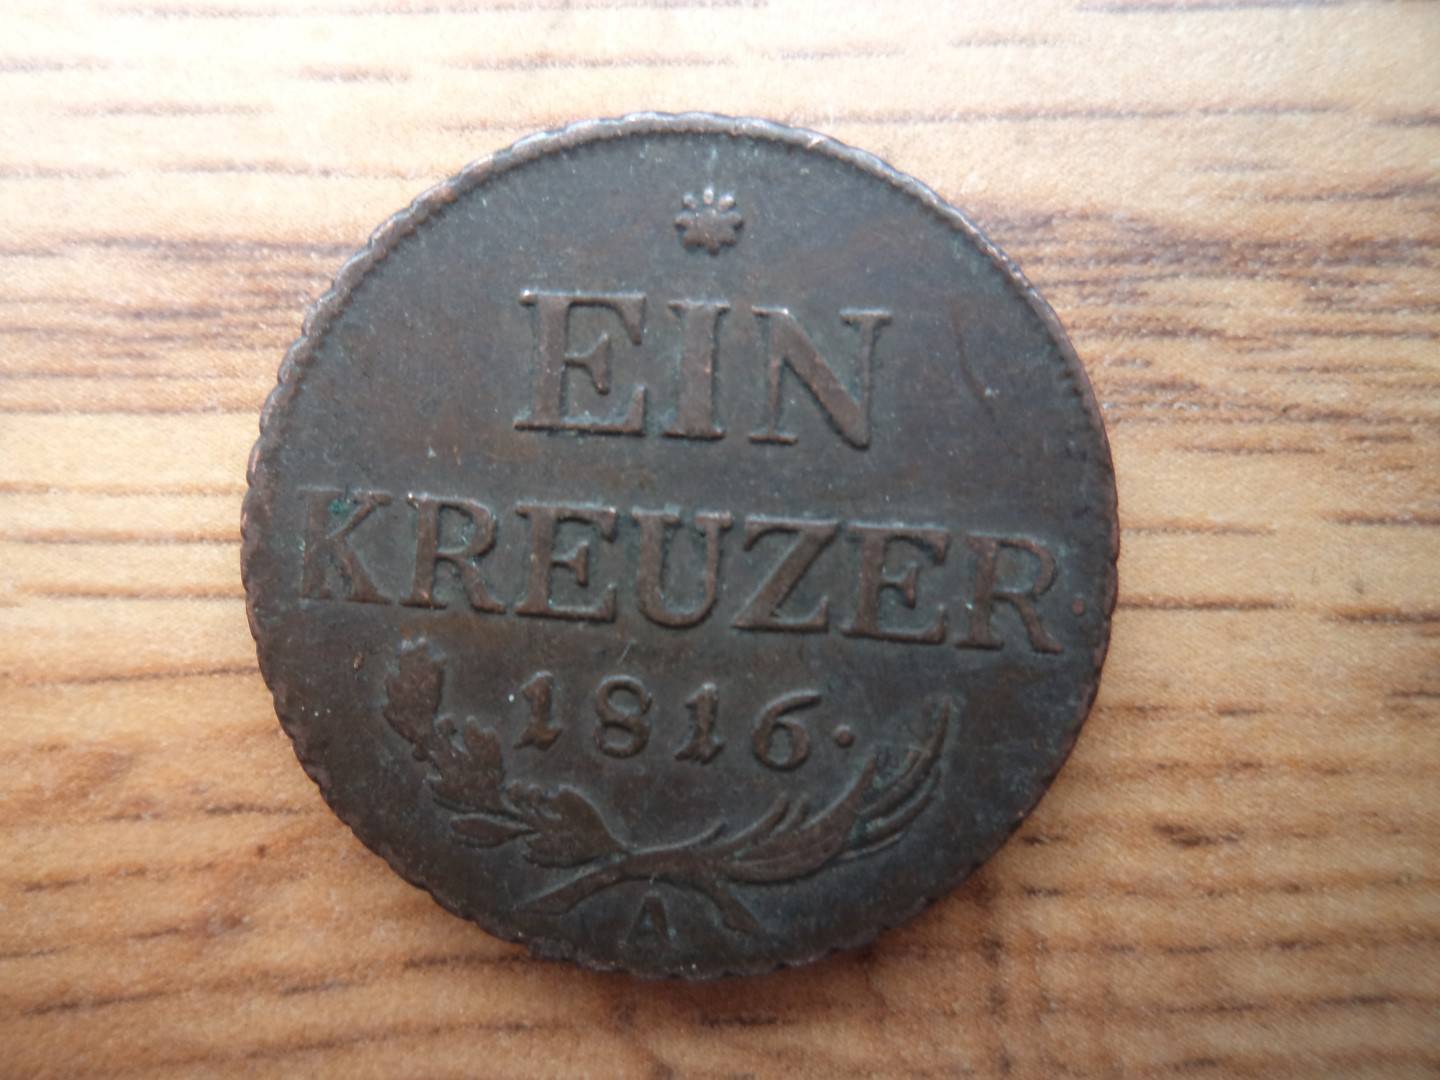 EIN
KREUZER.
1816.
A